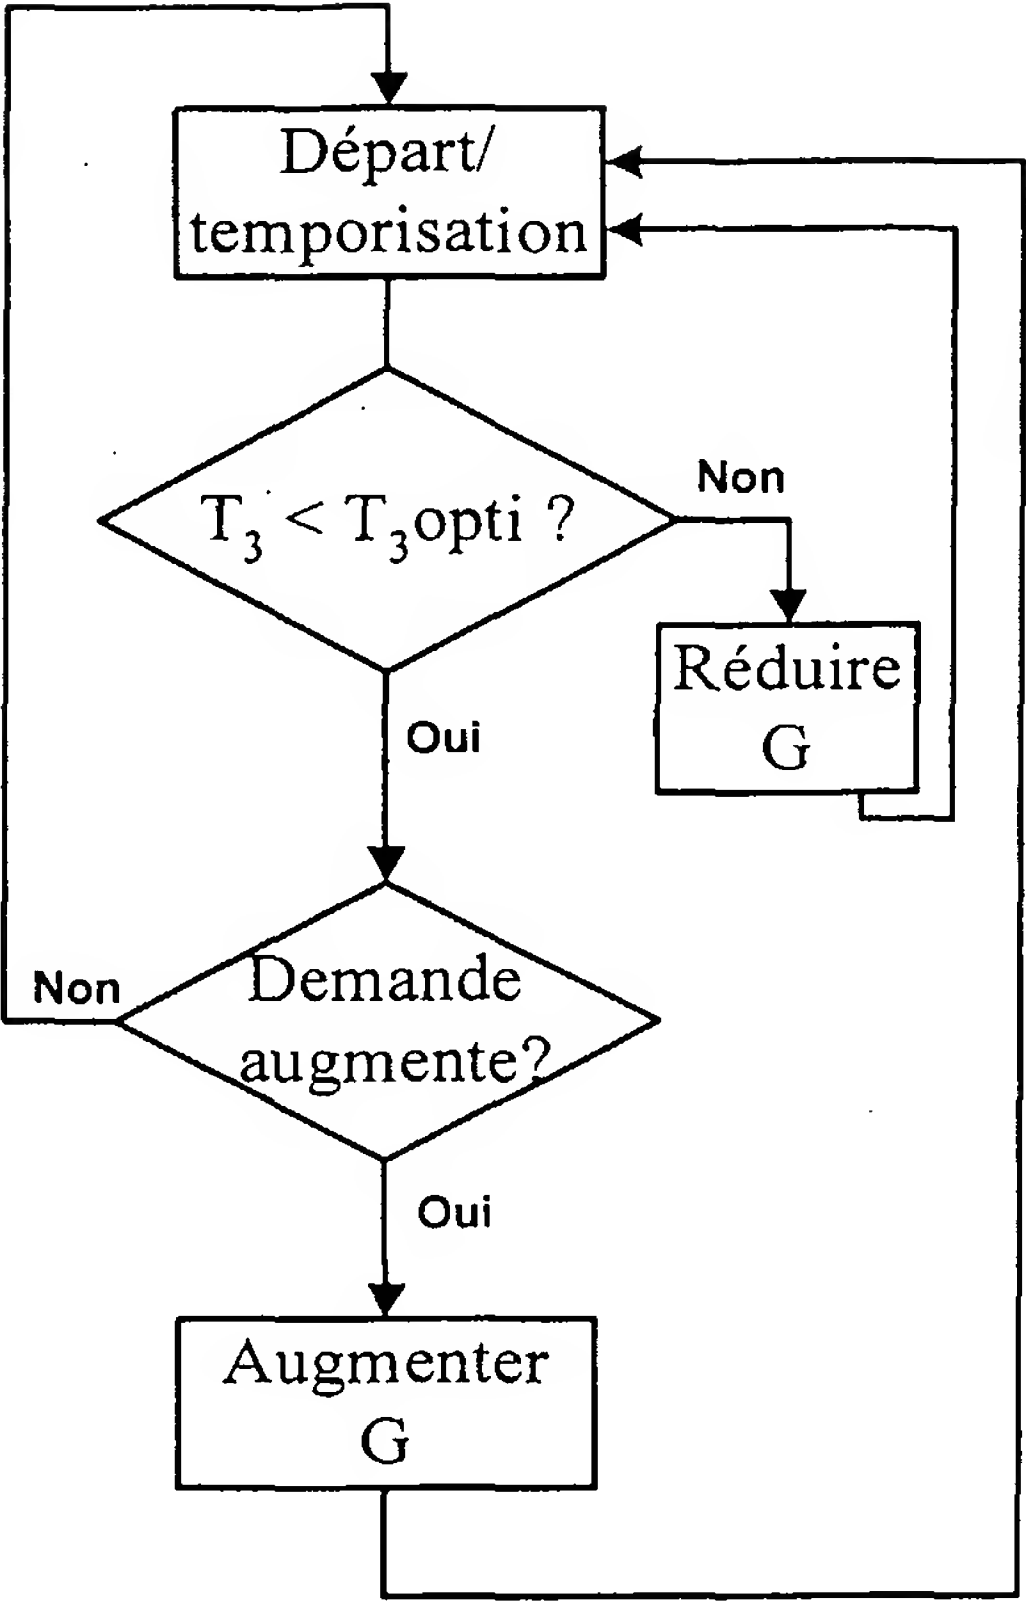 Départ/
temporisation
T3 < T3opti ?
Non
Réduire
G
Oui
Demande
augmente?
Non
Oui
Augmenter
G